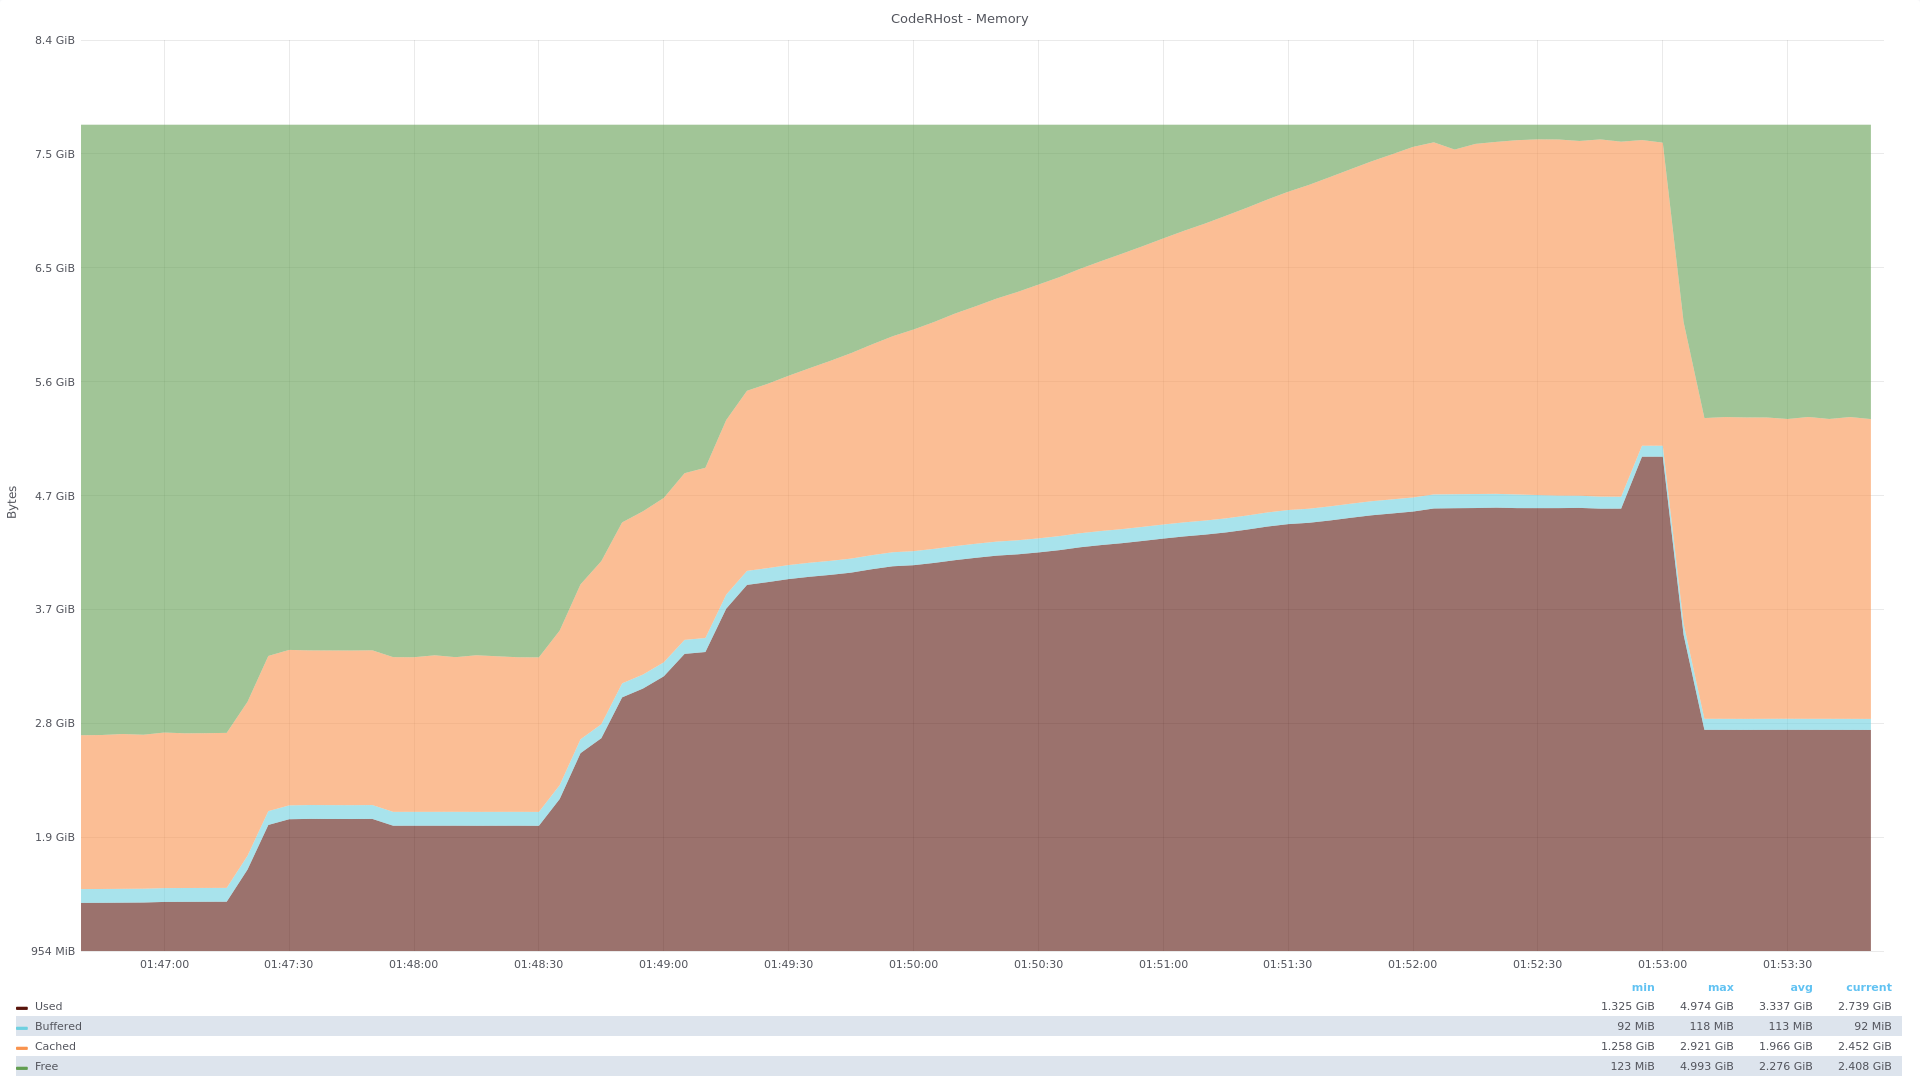 CodeRHost - Memory
8.4 GiB
7.5 GiB
6.5 GiB
5.6 GiB
4.7 GiB
3.7 GiB
2.8 GiB
1.9 GiB
954 MiB
Bytes
01:47:00 01:47:30 01:48:00 01:48:30 01:49:00 01:49:30 01:50:00 01:50:30 01:51:00 01:51:30 01:52:00 01:52:30 01:53:00 01:53:30
min max avg current
Used 1.325 GiB 4.974 GiB 3.337 GiB 2.739 GiB
Buffered 92 MiB 118 MiB 113 MiB 92 MiB
Cached 1.258 GiB 2.921 GiB 1.966 GiB 2.452 GiB
Free 123 MiB 4.993 GiB 2.276 GiB 2.408 GiB